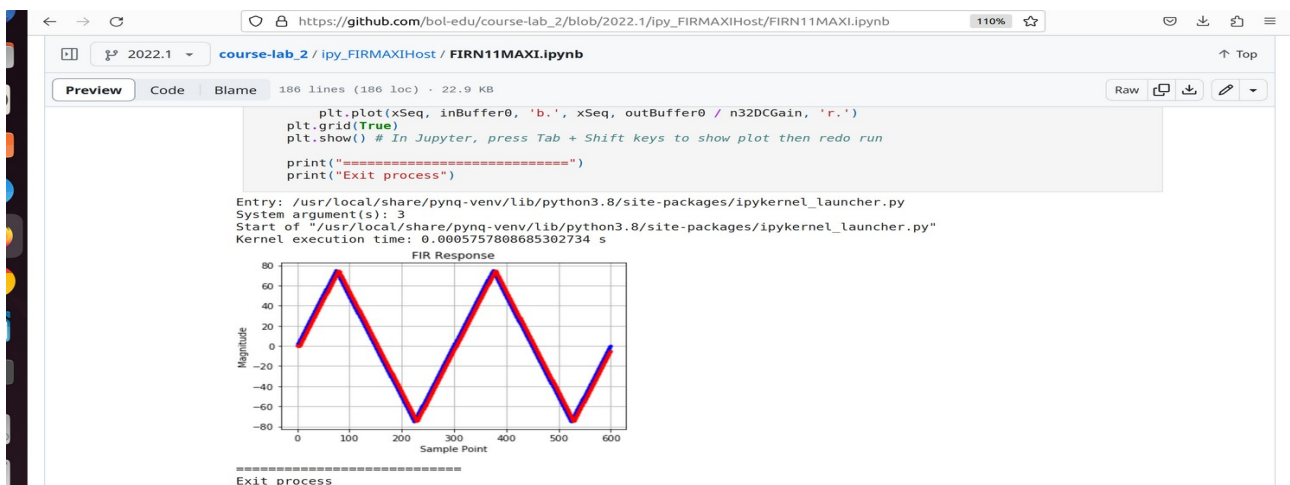 https://github.com/bol-edu/course-lab_2/blob/2022.1/ipy_FIRMAXIHost/FIRN11MAXI.ipynb 110%
2022.1 course-lab_2 / ipy_FIRMAXIHost / FIRN11MAXI.ipynb ↑ Top
Preview Code Blame 186 lines (186 loc) · 22.9 KB Raw
plt.plot(xSeq, inBuffer0, 'b.', xSeq, outBuffer0 / n32DCGain, 'r.')
plt.grid(True)
plt.show() # In Jupyter, press Tab + Shift keys to show plot then redo run
print("============================")
print("Exit process")
Entry: /usr/local/share/pynq-venv/lib/python3.8/site-packages/ipykernel_launcher.py
System argument(s): 3
Start of "/usr/local/share/pynq-venv/lib/python3.8/site-packages/ipykernel_launcher.py"
Kernel execution time: 0.0005757808685302734 s
FIR Response
80
60
40
20
0
−20
−40
−60
−80
Magnitude
0 100 200 300 400 500 600
Sample Point
============================
Exit process